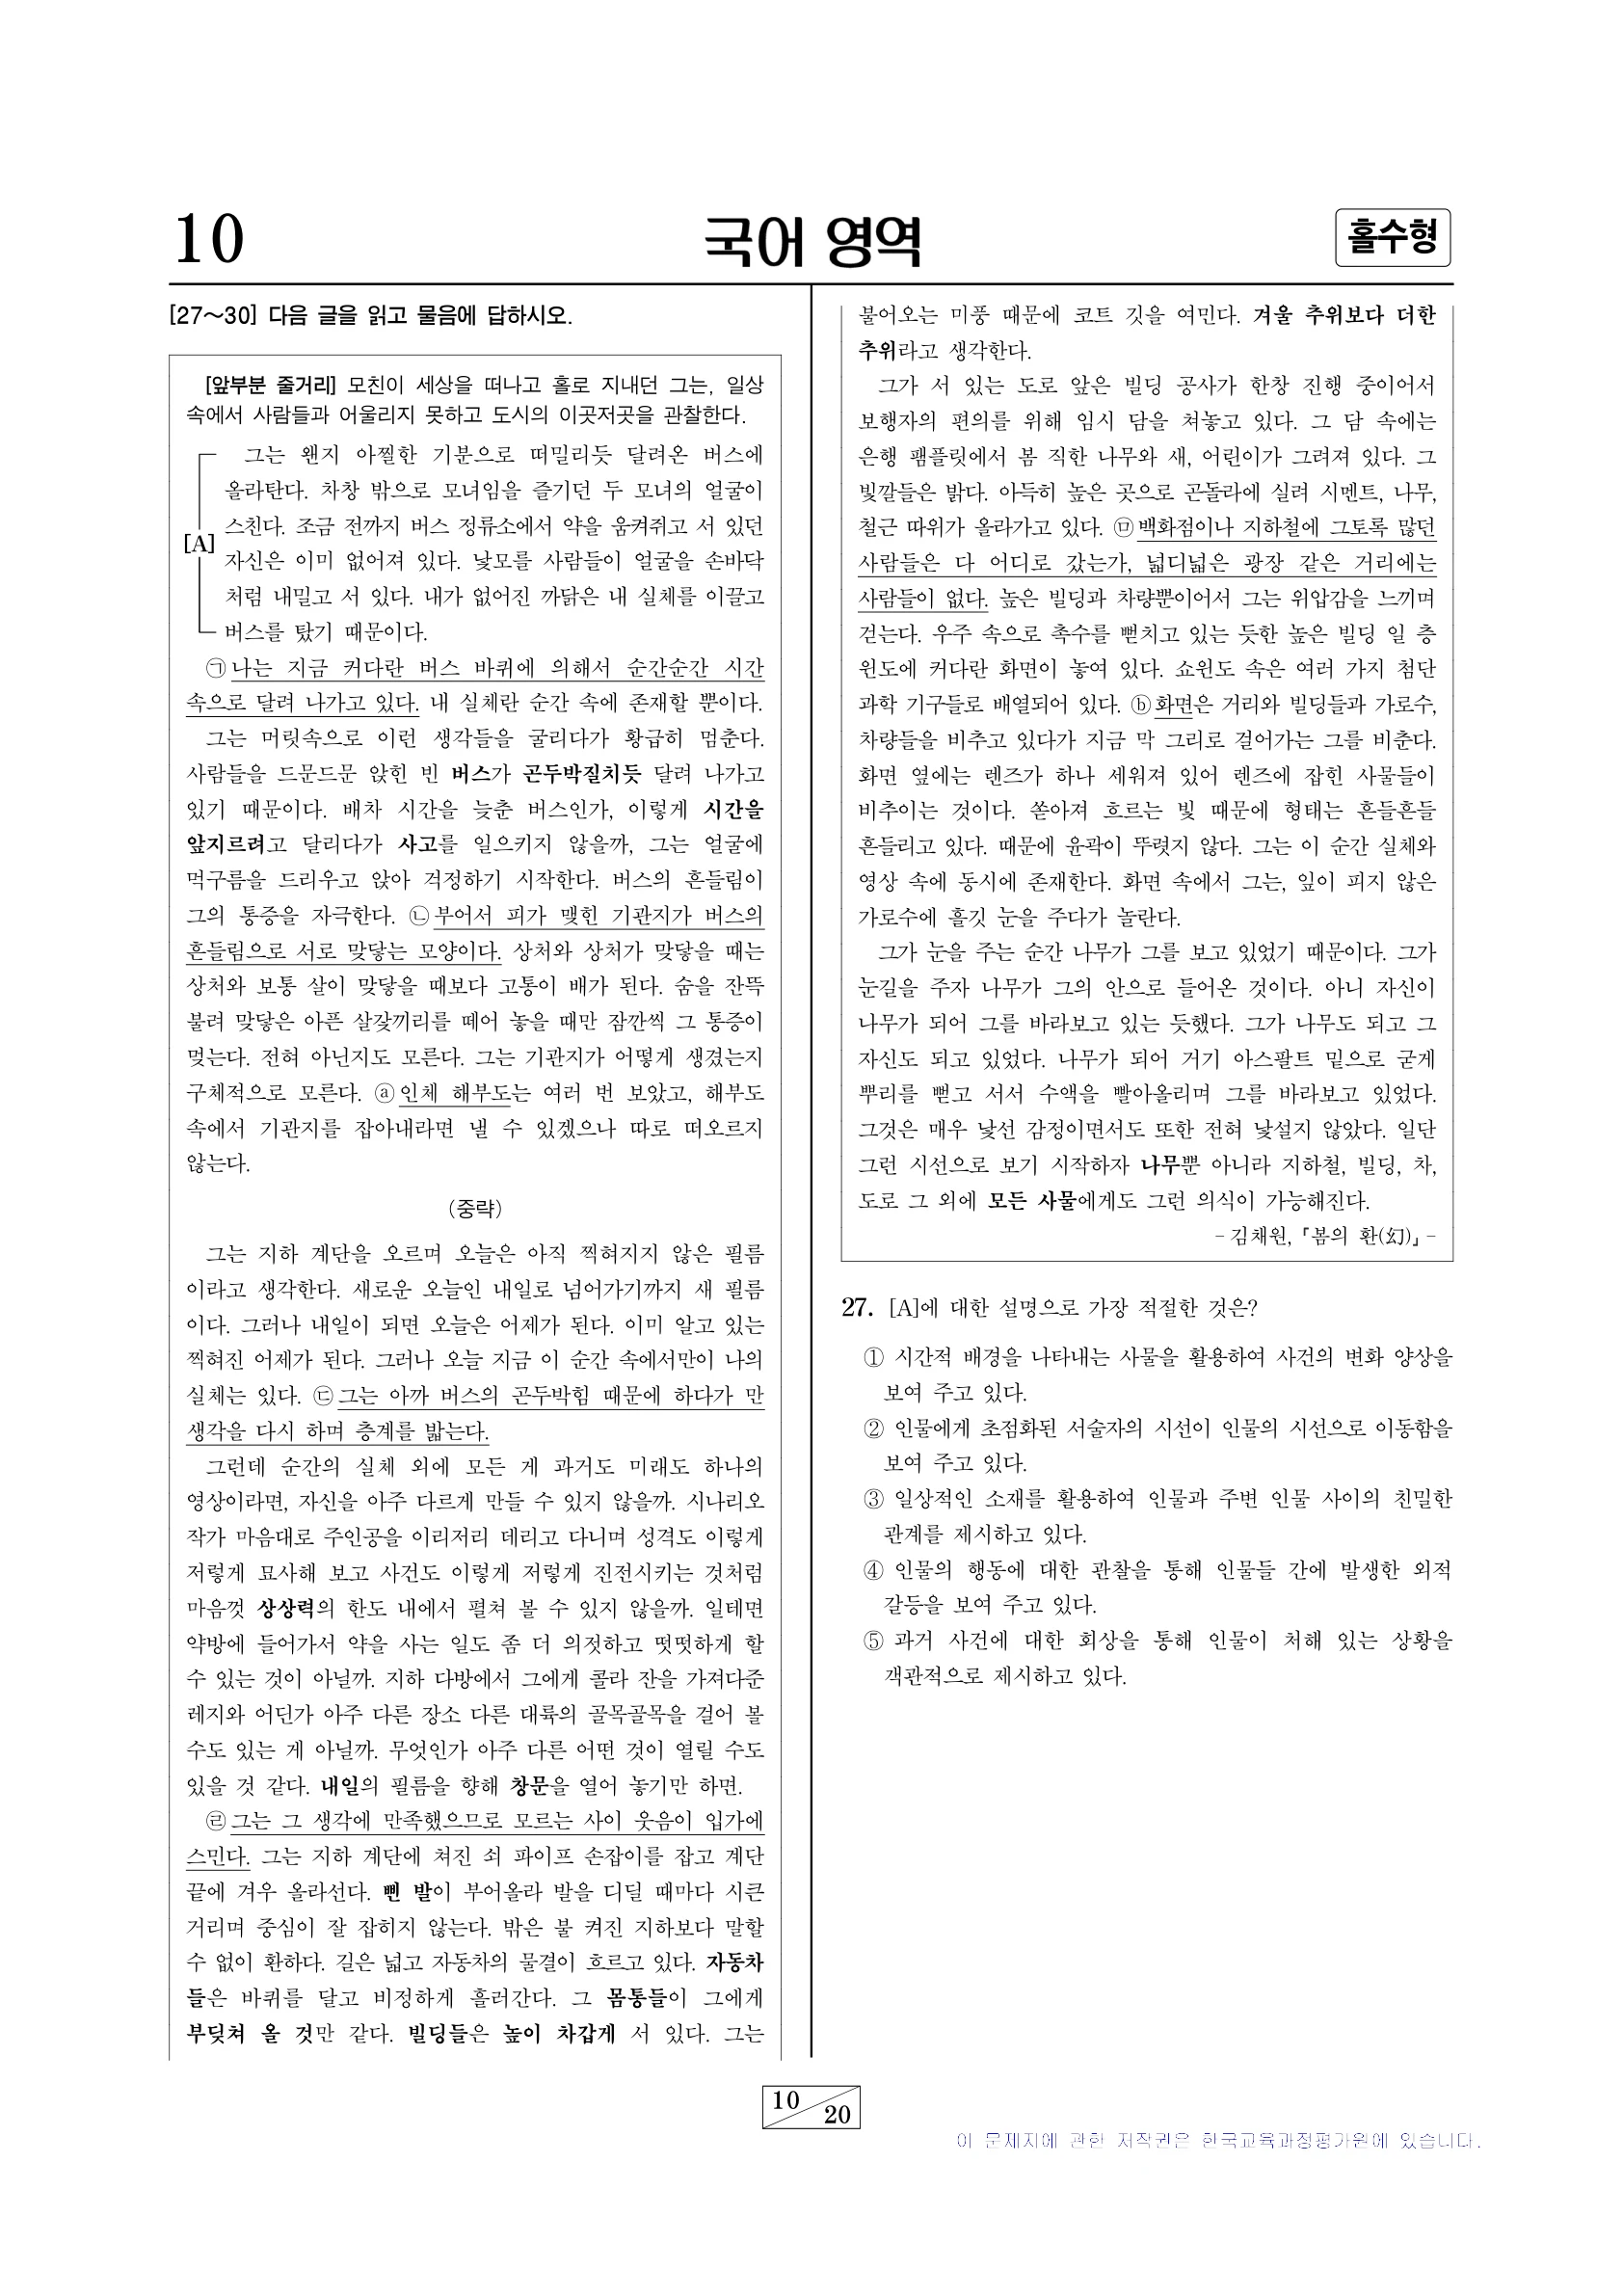 10
국어 영역
홀수형
[27~30] 다음 글을 읽고 물음에 답하시오.
[앞부분 줄거리] 모친이 세상을 떠나고 홀로 지내던 그는, 일상
속에서 사람들과 어울리지 못하고 도시의 이곳저곳을 관찰한다.
그는 왠지 아찔한 기분으로 떠밀리듯 달려온 버스에
올라탄다. 차창 밖으로 모녀임을 즐기던 두 모녀의 얼굴이
스친다. 조금 전까지 버스 정류소에서 약을 움켜쥐고 서 있던
[A]
자신은 이미 없어져 있다. 낯모를 사람들이 얼굴을 손바닥
처럼 내밀고 서 있다. 내가 없어진 까닭은 내 실체를 이끌고
버스를 탔기 때문이다.
㉠나는 지금 커다란 버스 바퀴에 의해서 순간순간 시간
속으로 달려 나가고 있다. 내 실체란 순간 속에 존재할 뿐이다.
그는 머릿속으로 이런 생각들을 굴리다가 황급히 멈춘다.
사람들을 드문드문 앉힌 빈 버스가 곤두박질치듯 달려 나가고
있기 때문이다. 배차 시간을 늦춘 버스인가, 이렇게 시간을
앞지르려고 달리다가 사고를 일으키지 않을까, 그는 얼굴에
먹구름을 드리우고 앉아 걱정하기 시작한다. 버스의 흔들림이
그의 통증을 자극한다. ㉡부어서 피가 맺힌 기관지가 버스의
흔들림으로 서로 맞닿는 모양이다. 상처와 상처가 맞닿을 때는
상처와 보통 살이 맞닿을 때보다 고통이 배가 된다. 숨을 잔뜩
불려 맞닿은 아픈 살갗끼리를 떼어 놓을 때만 잠깐씩 그 통증이
멎는다. 전혀 아닌지도 모른다. 그는 기관지가 어떻게 생겼는지
구체적으로 모른다. ⓐ인체 해부도는 여러 번 보았고, 해부도
속에서 기관지를 잡아내라면 낼 수 있겠으나 따로 떠오르지
않는다.
(중략)
그는 지하 계단을 오르며 오늘은 아직 찍혀지지 않은 필름
이라고 생각한다. 새로운 오늘인 내일로 넘어가기까지 새 필름
이다. 그러나 내일이 되면 오늘은 어제가 된다. 이미 알고 있는
찍혀진 어제가 된다. 그러나 오늘 지금 이 순간 속에서만이 나의
실체는 있다. ㉢그는 아까 버스의 곤두박힘 때문에 하다가 만
생각을 다시 하며 층계를 밟는다.
그런데 순간의 실체 외에 모든 게 과거도 미래도 하나의
영상이라면, 자신을 아주 다르게 만들 수 있지 않을까. 시나리오
작가 마음대로 주인공을 이리저리 데리고 다니며 성격도 이렇게
저렇게 묘사해 보고 사건도 이렇게 저렇게 진전시키는 것처럼
마음껏 상상력의 한도 내에서 펼쳐 볼 수 있지 않을까. 일테면
약방에 들어가서 약을 사는 일도 좀 더 의젓하고 떳떳하게 할
수 있는 것이 아닐까. 지하 다방에서 그에게 콜라 잔을 가져다준
레지와 어딘가 아주 다른 장소 다른 대륙의 골목골목을 걸어 볼
수도 있는 게 아닐까. 무엇인가 아주 다른 어떤 것이 열릴 수도
있을 것 같다. 내일의 필름을 향해 창문을 열어 놓기만 하면.
㉣그는 그 생각에 만족했으므로 모르는 사이 웃음이 입가에
스민다. 그는 지하 계단에 쳐진 쇠 파이프 손잡이를 잡고 계단
끝에 겨우 올라선다. 삔 발이 부어올라 발을 디딜 때마다 시큰
거리며 중심이 잘 잡히지 않는다. 밖은 불 켜진 지하보다 말할
수 없이 환하다. 길은 넓고 자동차의 물결이 흐르고 있다. 자동차
들은 바퀴를 달고 비정하게 흘러간다. 그 몸통들이 그에게
부딪쳐 올 것만 같다. 빌딩들은 높이 차갑게 서 있다. 그는
불어오는 미풍 때문에 코트 깃을 여민다. 겨울 추위보다 더한
추위라고 생각한다.
그가 서 있는 도로 앞은 빌딩 공사가 한창 진행 중이어서
보행자의 편의를 위해 임시 담을 쳐놓고 있다. 그 담 속에는
은행 팸플릿에서 봄 직한 나무와 새, 어린이가 그려져 있다. 그
빛깔들은 밝다. 아득히 높은 곳으로 곤돌라에 실려 시멘트, 나무,
철근 따위가 올라가고 있다. ㉤백화점이나 지하철에 그토록 많던
사람들은 다 어디로 갔는가, 넓디넓은 광장 같은 거리에는
사람들이 없다. 높은 빌딩과 차량뿐이어서 그는 위압감을 느끼며
걷는다. 우주 속으로 촉수를 뻗치고 있는 듯한 높은 빌딩 일 층
윈도에 커다란 화면이 놓여 있다. 쇼윈도 속은 여러 가지 첨단
과학 기구들로 배열되어 있다. ⓑ화면은 거리와 빌딩들과 가로수,
차량들을 비추고 있다가 지금 막 그리로 걸어가는 그를 비춘다.
화면 옆에는 렌즈가 하나 세워져 있어 렌즈에 잡힌 사물들이
비추이는 것이다. 쏟아져 흐르는 빛 때문에 형태는 흔들흔들
흔들리고 있다. 때문에 윤곽이 뚜렷지 않다. 그는 이 순간 실체와
영상 속에 동시에 존재한다. 화면 속에서 그는, 잎이 피지 않은
가로수에 흘깃 눈을 주다가 놀란다.
그가 눈을 주는 순간 나무가 그를 보고 있었기 때문이다. 그가
눈길을 주자 나무가 그의 안으로 들어온 것이다. 아니 자신이
나무가 되어 그를 바라보고 있는 듯했다. 그가 나무도 되고 그
자신도 되고 있었다. 나무가 되어 거기 아스팔트 밑으로 굳게
뿌리를 뻗고 서서 수액을 빨아올리며 그를 바라보고 있었다.
그것은 매우 낯선 감정이면서도 또한 전혀 낯설지 않았다. 일단
그런 시선으로 보기 시작하자 나무뿐 아니라 지하철, 빌딩, 차,
도로 그 외에 모든 사물에게도 그런 의식이 가능해진다.
- 김채원, 「봄의 환(幻)」 -
27. [A]에 대한 설명으로 가장 적절한 것은?
① 시간적 배경을 나타내는 사물을 활용하여 사건의 변화 양상을
보여 주고 있다.
② 인물에게 초점화된 서술자의 시선이 인물의 시선으로 이동함을
보여 주고 있다.
③ 일상적인 소재를 활용하여 인물과 주변 인물 사이의 친밀한
관계를 제시하고 있다.
④ 인물의 행동에 대한 관찰을 통해 인물들 간에 발생한 외적
갈등을 보여 주고 있다.
⑤ 과거 사건에 대한 회상을 통해 인물이 처해 있는 상황을
객관적으로 제시하고 있다.
10
20
이 문제지에 관한 저작권은 한국교육과정평가원에 있습니다.